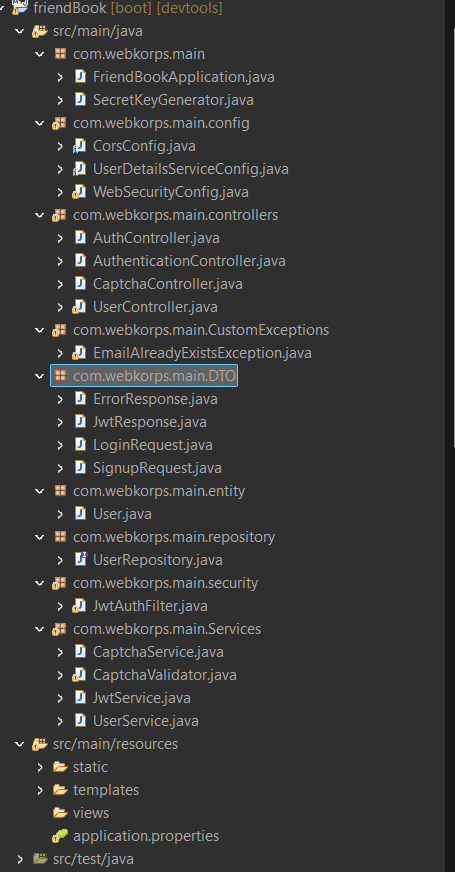 friendBook [boot] [devtools]
src/main/java
com.webkorps.main
FriendBookApplication.java
SecretKeyGenerator.java
com.webkorps.main.config
CorsConfig.java
UserDetailsServiceConfig.java
WebSecurityConfig.java
com.webkorps.main.controllers
AuthController.java
AuthenticationController.java
CaptchaController.java
UserController.java
com.webkorps.main.CustomExceptions
EmailAlreadyExistsException.java
com.webkorps.main.DTO
ErrorResponse.java
JwtResponse.java
LoginRequest.java
SignupRequest.java
com.webkorps.main.entity
User.java
com.webkorps.main.repository
UserRepository.java
com.webkorps.main.security
JwtAuthFilter.java
com.webkorps.main.Services
CaptchaService.java
CaptchaValidator.java
JwtService.java
UserService.java
src/main/resources
static
templates
views
application.properties
src/test/java